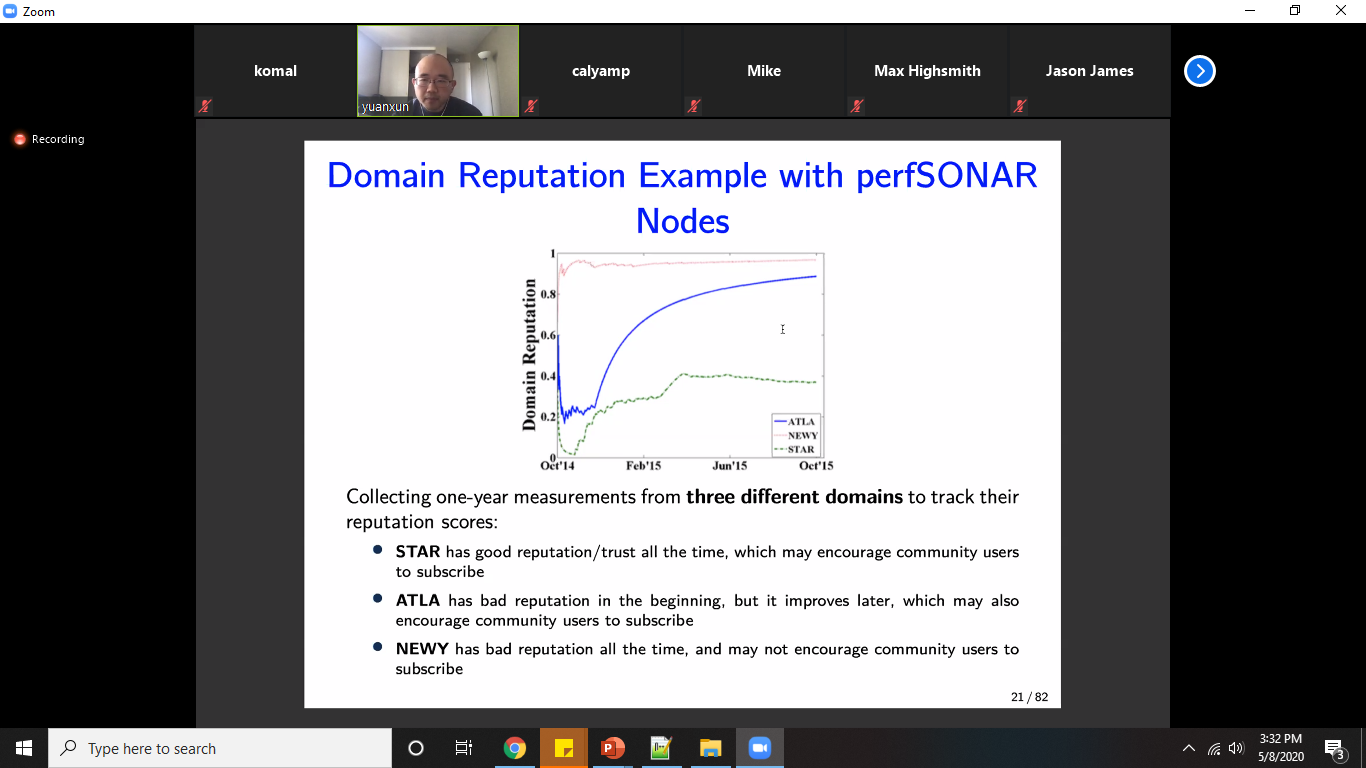 Zoom
komal
yuanxun
calyamp
Mike
Max Highsmith
Jason James
Recording
Domain Reputation Example with perfSONAR
Nodes
Domain Reputation
1
0.8
0.6
0.4
0.2
0
Oct'14
Feb'15
Jun'15
Oct'15
ATLA
NEWY
STAR
Collecting one-year measurements from three different domains to track their
reputation scores:
STAR has good reputation/trust all the time, which may encourage community users
to subscribe
ATLA has bad reputation in the beginning, but it improves later, which may also
encourage community users to subscribe
NEWY has bad reputation all the time, and may not encourage community users to
subscribe
21 / 82
Type here to search
3:32 PM
5/8/2020
3